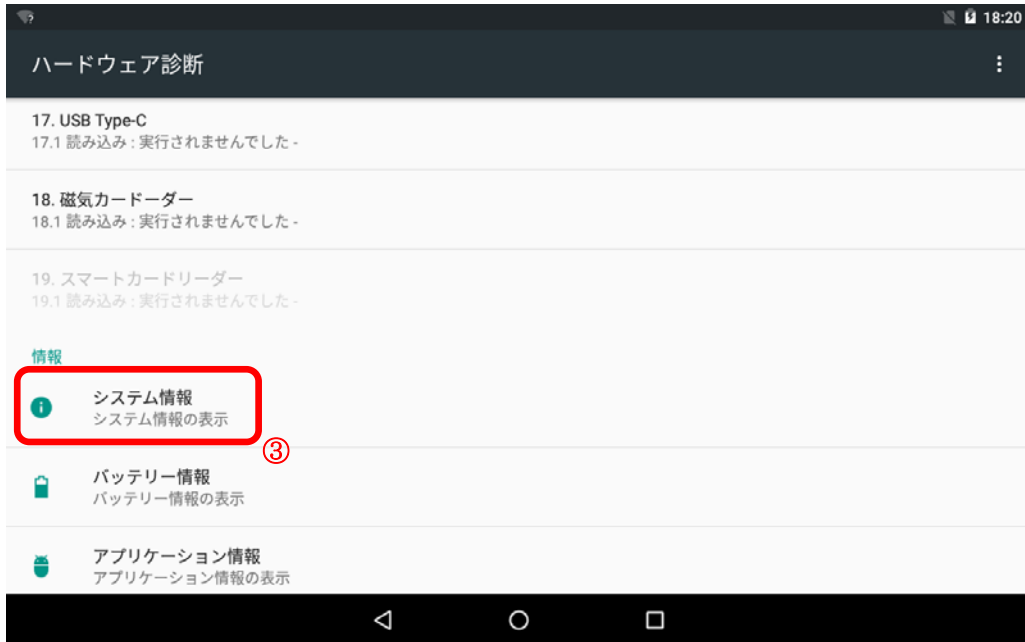 18:20
ハードウェア診断
17. USB Type-C
17.1 読み込み : 実行されませんでした -
18. 磁気カードーダー
18.1 読み込み : 実行されませんでした -
19. スマートカードリーダー
19.1 読み込み : 実行されませんでした -
情報
システム情報
システム情報の表示
③
バッテリー情報
バッテリー情報の表示
アプリケーション情報
アプリケーション情報の表示